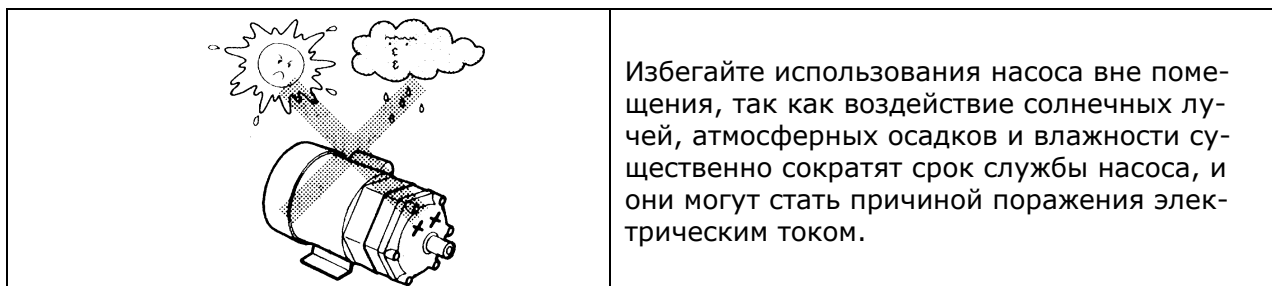 Избегайте использования насоса вне поме-
щения, так как воздействие солнечных лу-
чей, атмосферных осадков и влажности су-
щественно сократят срок службы насоса, и
они могут стать причиной поражения элек-
трическим током.